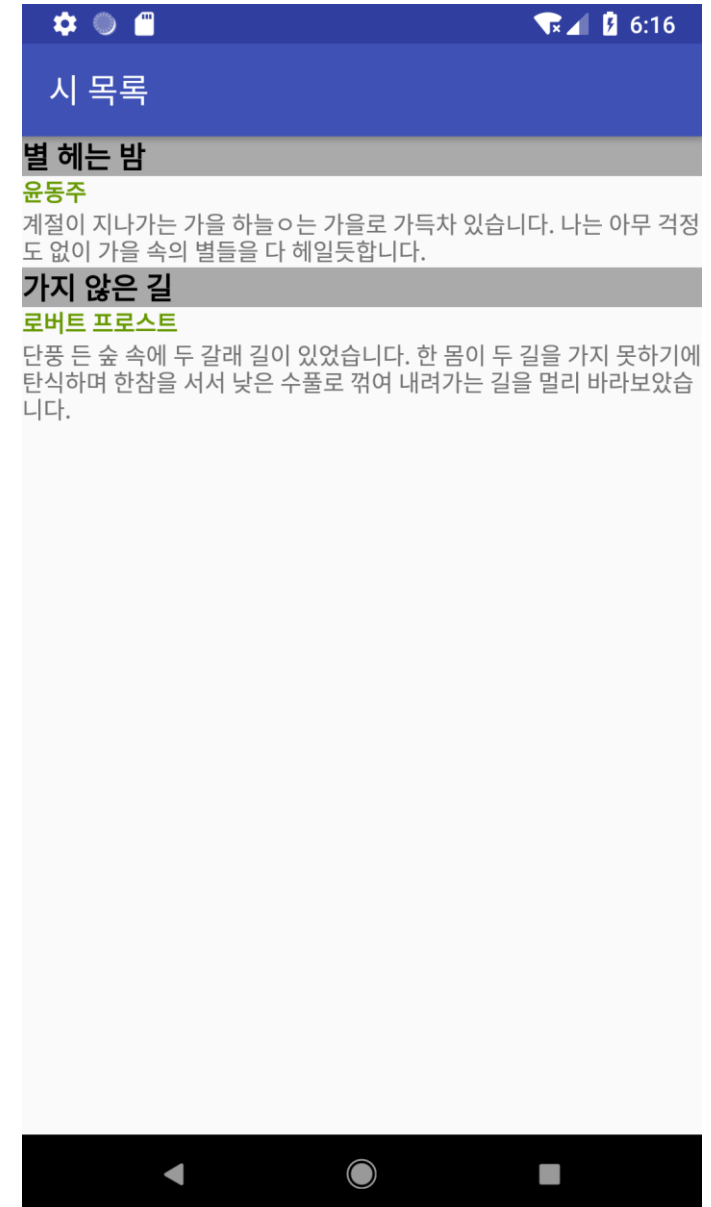 6:16
시 목록
별 헤는 밤
윤동주
계절이 지나가는 가을 하늘ㅇ는 가을로 가득차 있습니다. 나는 아무 걱정
도 없이 가을 속의 별들을 다 헤일듯합니다.
가지 않은 길
로버트 프로스트
단풍 든 숲 속에 두 갈래 길이 있었습니다. 한 몸이 두 길을 가지 못하기에
탄식하며 한참을 서서 낮은 수풀로 꺾여 내려가는 길을 멀리 바라보았습
니다.